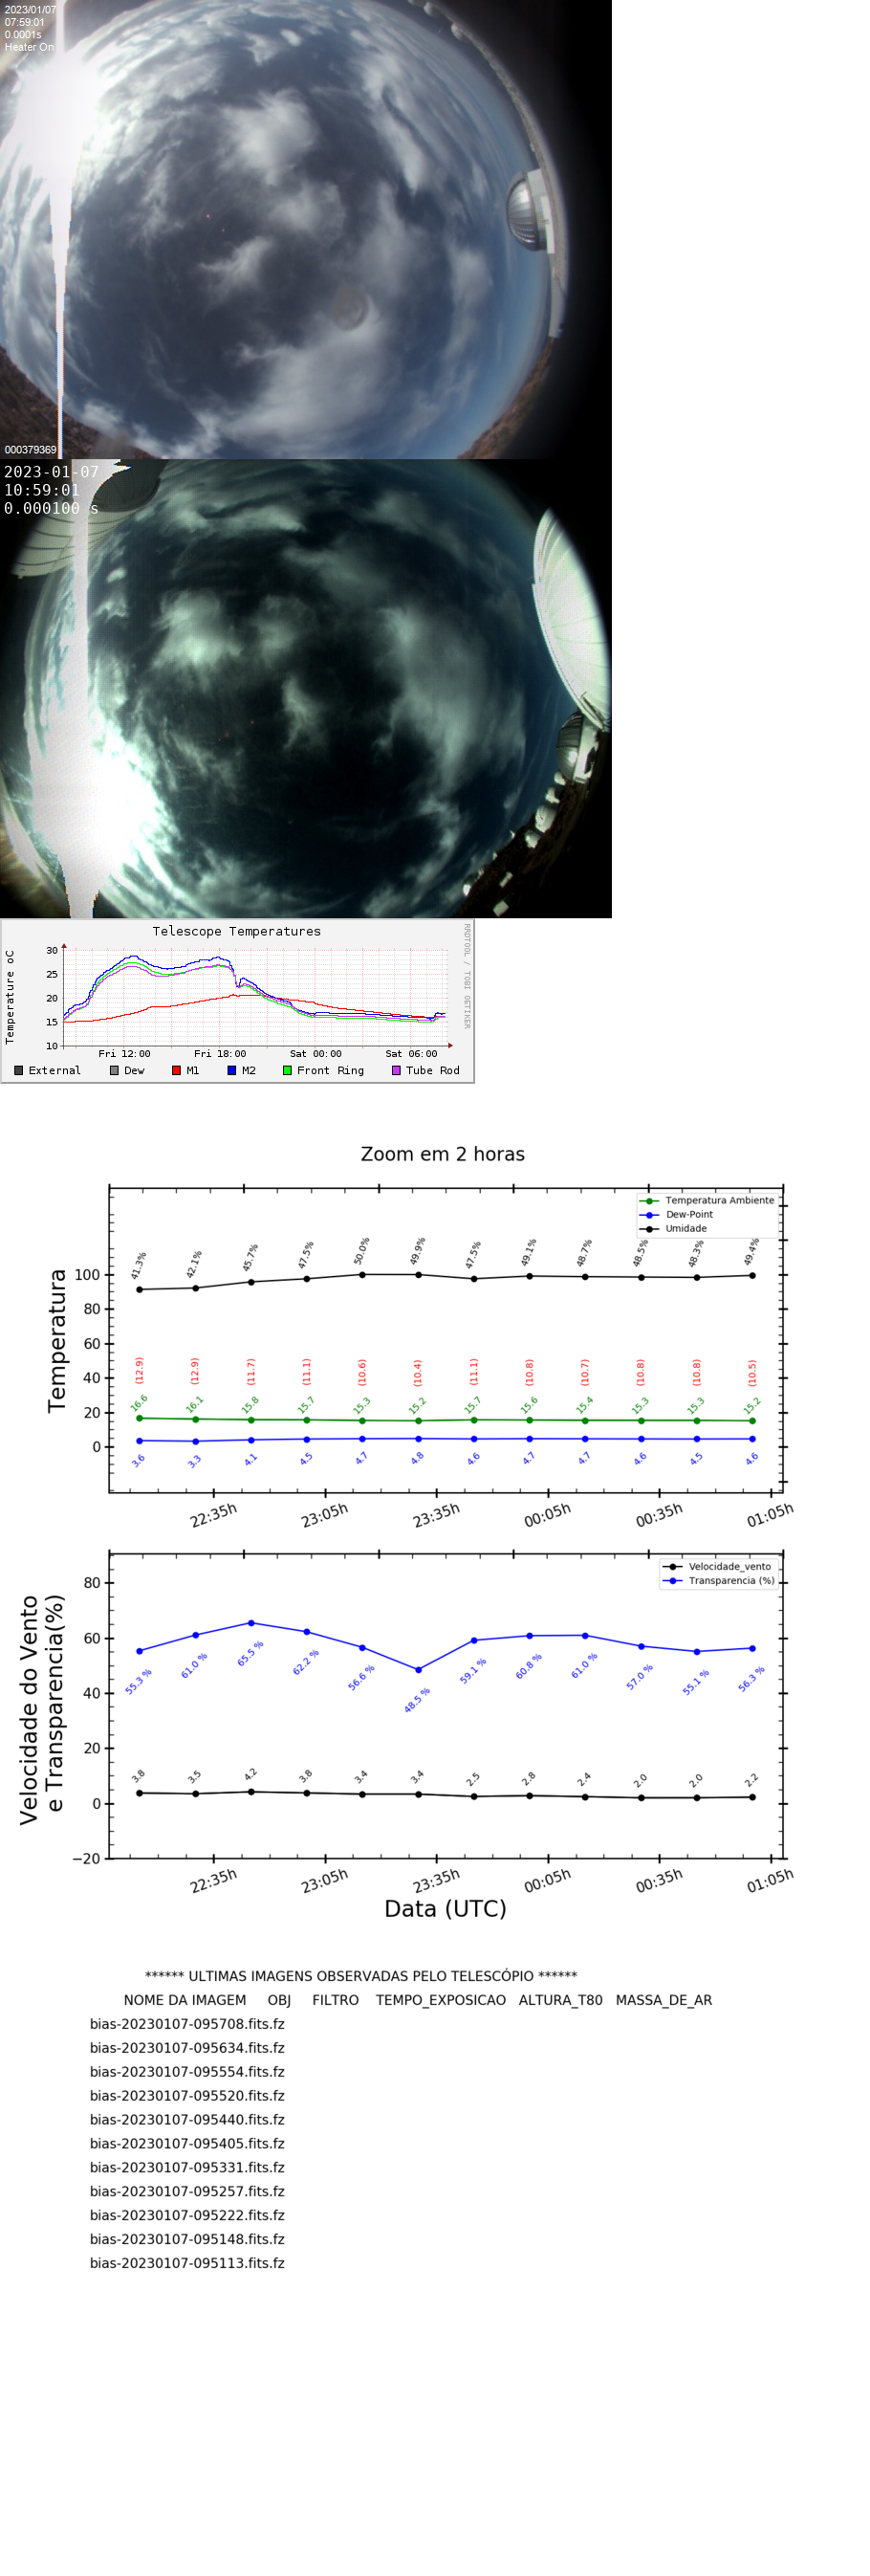 2023/01/07
07:59:01
0.0001s
Heater On
000379369
2023-01-07
10:59:01
0.000100 s
Telescope Temperatures
RRDTOOL / TOBI OETIKER
Temperature oC
30
25
20
15
10
Fri 12:00 Fri 18:00 Sat 00:00 Sat 06:00
External Dew M1 M2 Front Ring Tube Rod
Zoom em 2 horas
Temperatura Ambiente
Dew-Point
Umidade
Temperatura
100
80
60
40
20
0
41.3% 42.1% 45.7% 47.5% 50.0% 49.9% 47.5% 49.1% 48.7% 48.5% 48.3% 49.4%
(12.9) (12.9) (11.7) (11.1) (10.6) (10.4) (11.1) (10.8) (10.7) (10.8) (10.8) (10.5)
16.6 16.1 15.8 15.7 15.3 15.2 15.7 15.6 15.4 15.3 15.3 15.2
3.6 3.3 4.1 4.5 4.7 4.8 4.6 4.7 4.7 4.6 4.5 4.6
22:35h 23:05h 23:35h 00:05h 00:35h 01:05h
Velocidade_vento
Transparencia (%)
Velocidade do Vento
e Transparencia(%)
80
60
40
20
0
−20
55.3 % 61.0 % 65.5 % 62.2 % 56.6 % 48.5 % 59.1 % 60.8 % 61.0 % 57.0 % 55.1 % 56.3 %
3.8 3.5 4.2 3.8 3.4 3.4 2.5 2.8 2.4 2.0 2.0 2.2
22:35h 23:05h 23:35h 00:05h 00:35h 01:05h
Data (UTC)
****** ULTIMAS IMAGENS OBSERVADAS PELO TELESCÓPIO ******
NOME DA IMAGEM OBJ FILTRO TEMPO_EXPOSICAO ALTURA_T80 MASSA_DE_AR
bias-20230107-095708.fits.fz
bias-20230107-095634.fits.fz
bias-20230107-095554.fits.fz
bias-20230107-095520.fits.fz
bias-20230107-095440.fits.fz
bias-20230107-095405.fits.fz
bias-20230107-095331.fits.fz
bias-20230107-095257.fits.fz
bias-20230107-095222.fits.fz
bias-20230107-095148.fits.fz
bias-20230107-095113.fits.fz